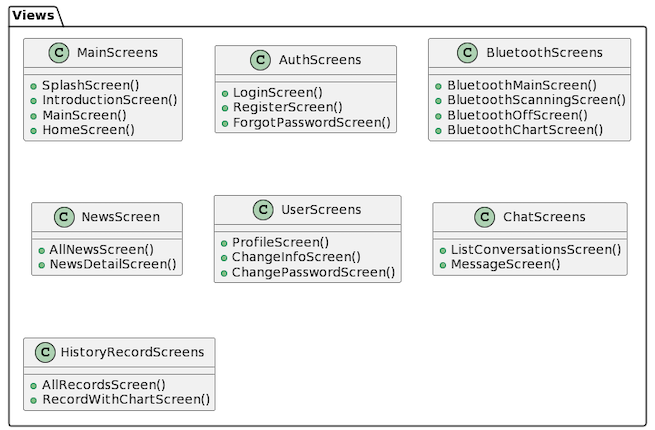 Views
C MainScreens
SplashScreen()
IntroductionScreen()
MainScreen()
HomeScreen()
C AuthScreens
LoginScreen()
RegisterScreen()
ForgotPasswordScreen()
C BluetoothScreens
BluetoothMainScreen()
BluetoothScanningScreen()
BluetoothOffScreen()
BluetoothChartScreen()
C NewsScreen
AllNewsScreen()
NewsDetailScreen()
C UserScreens
ProfileScreen()
ChangeInfoScreen()
ChangePasswordScreen()
C ChatScreens
ListConversationsScreen()
MessageScreen()
C HistoryRecordScreens
AllRecordsScreen()
RecordWithChartScreen()